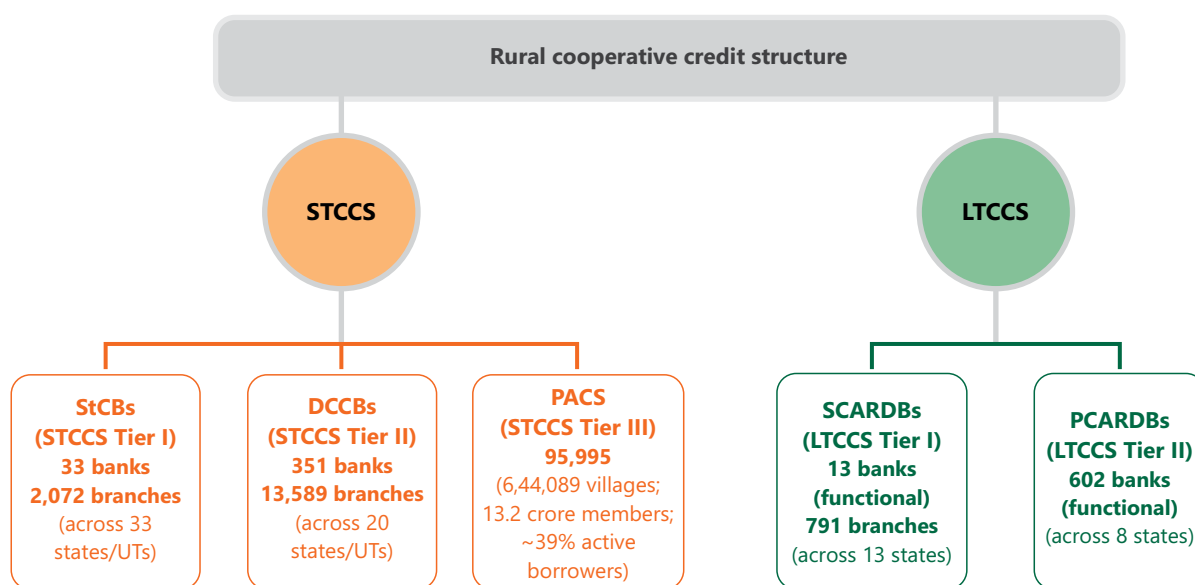 Rural cooperative credit structure
STCCS
LTCCS
StCBs
(STCCS Tier I)
33 banks
2,072 branches
(across 33
states/UTs)
DCCBs
(STCCS Tier II)
351 banks
13,589 branches
(across 20
states/UTs)
PACS
(STCCS Tier III)
95,995
(6,44,089 villages;
13.2 crore members;
~39% active
borrowers)
SCARDBs
(LTCCS Tier I)
13 banks
(functional)
791 branches
(across 13 states)
PCARDBs
(LTCCS Tier II)
602 banks
(functional)
(across 8 states)